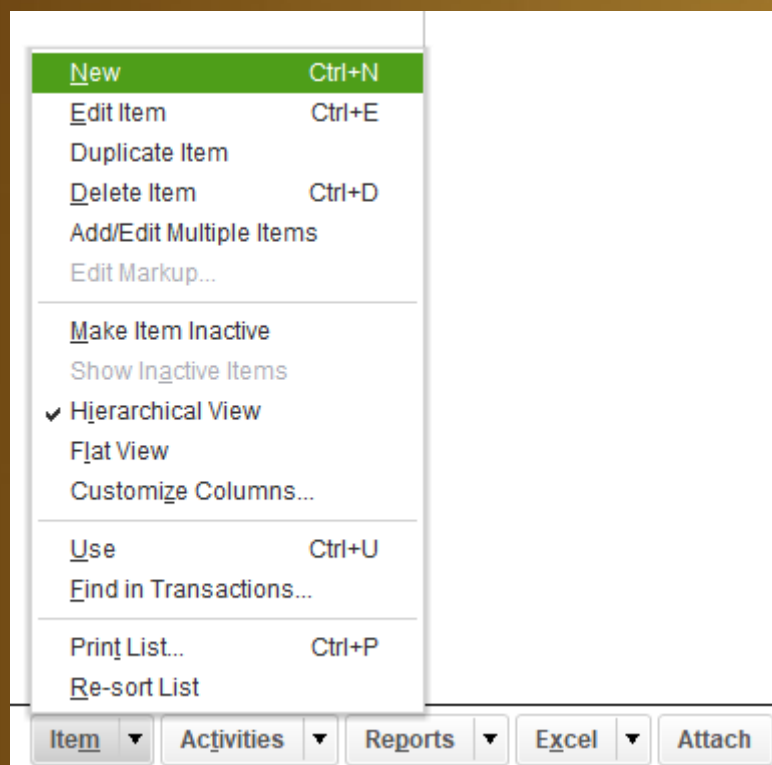 New Ctrl+N
Edit Item Ctrl+E
Duplicate Item
Delete Item Ctrl+D
Add/Edit Multiple Items
Edit Markup...
Make Item Inactive
Show Inactive Items
Hierarchical View
Flat View
Customize Columns...
Use Ctrl+U
Find in Transactions...
Print List... Ctrl+P
Re-sort List
Item Activities Reports Excel Attach